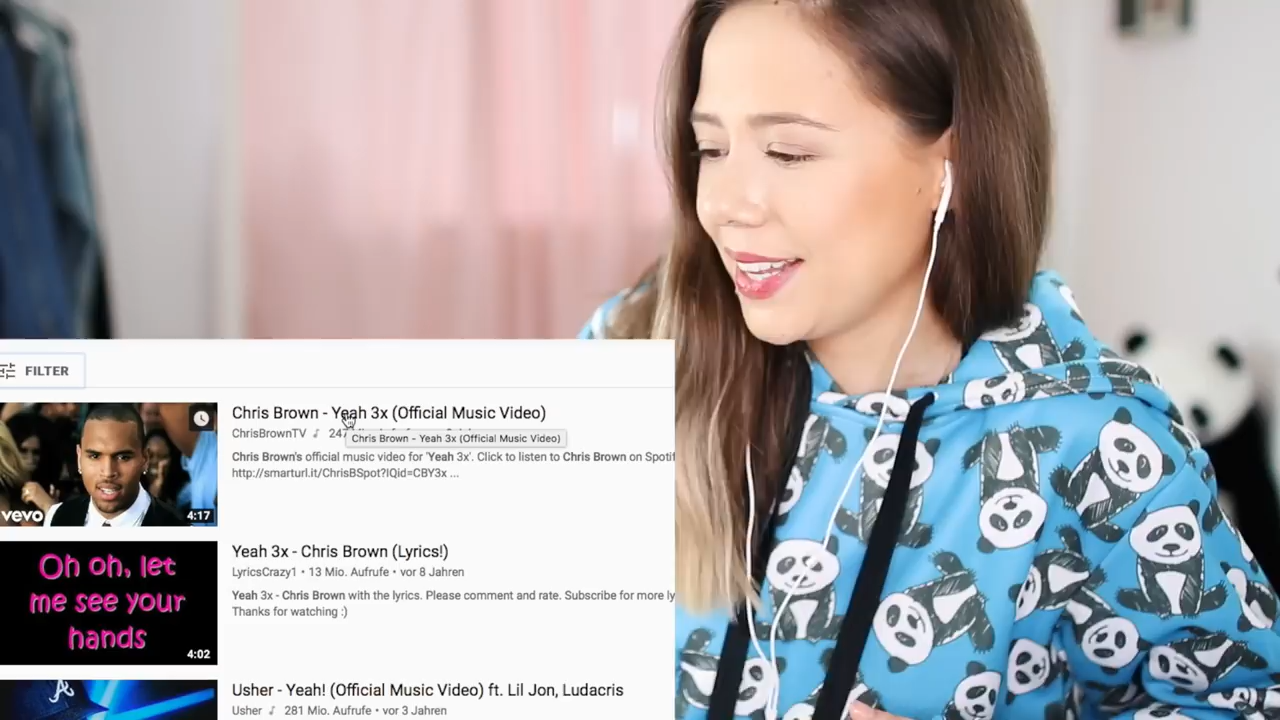 FILTER
Chris Brown - Yeah 3x (Official Music Video)
ChrisBrownTV ♪ 247
Chris Brown - Yeah 3x (Official Music Video)
Chris Brown's official music video for 'Yeah 3x'. Click to listen to Chris Brown on Spotif
http://smarturl.it/ChrisBSpot?IQid=CBY3x ...
vevo
4:17
Yeah 3x - Chris Brown (Lyrics!)
LyricsCrazy1 • 13 Mio. Aufrufe • vor 8 Jahren
Yeah 3x - Chris Brown with the lyrics. Please comment and rate. Subscribe for more ly
Thanks for watching :)
Oh oh, let
me see your
hands
4:02
Usher - Yeah! (Official Music Video) ft. Lil Jon, Ludacris
Usher ♪ 281 Mio. Aufrufe • vor 3 Jahren
A